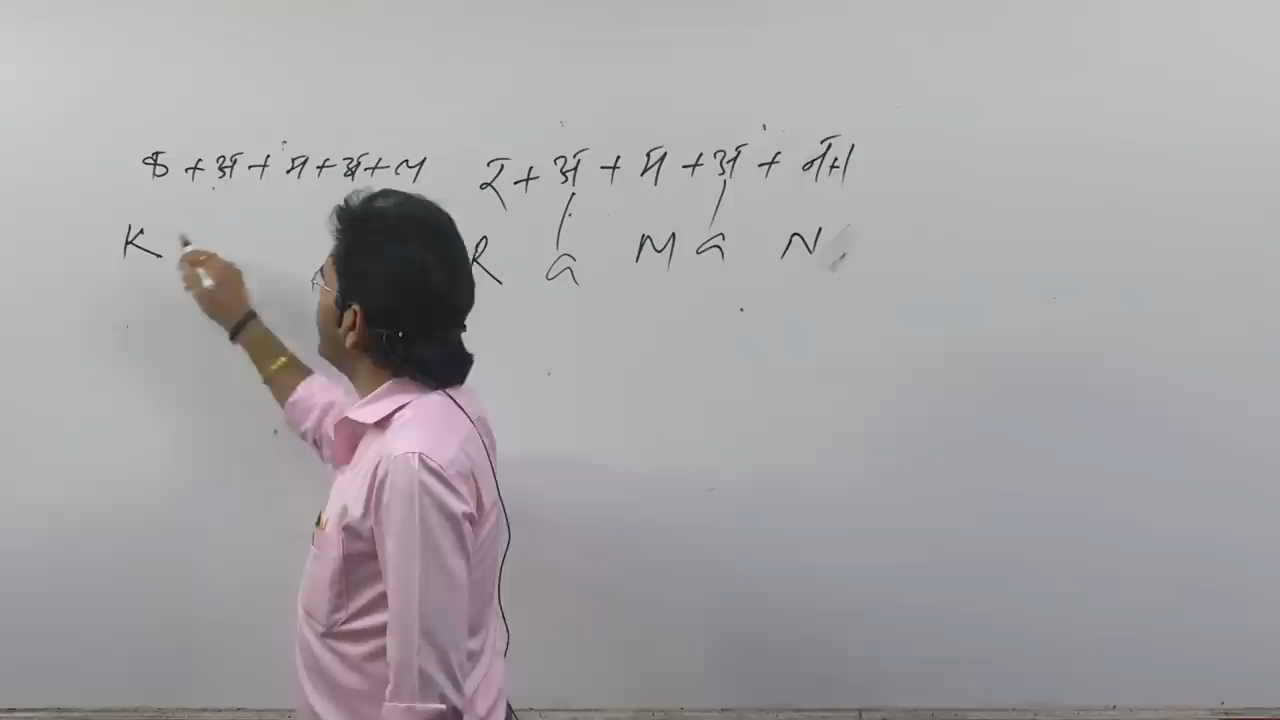 क + अ + म + अ + ल र + अ + म + अ + न
K R a M a N